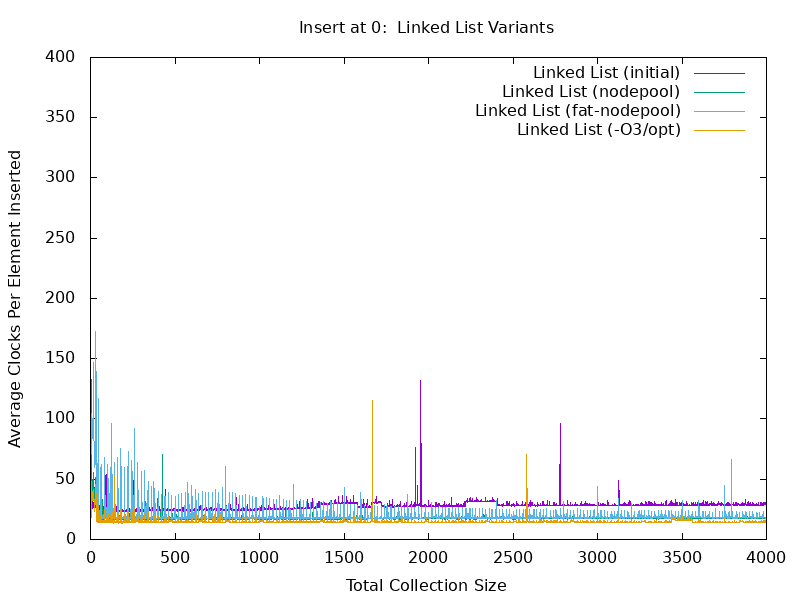 Insert at 0:  Linked List Variants
Linked List (initial)
Linked List (nodepool)
Linked List (fat-nodepool)
Linked List (-O3/opt)
Average Clocks Per Element Inserted
400
350
300
250
200
150
100
50
0
0 500 1000 1500 2000 2500 3000 3500 4000
Total Collection Size